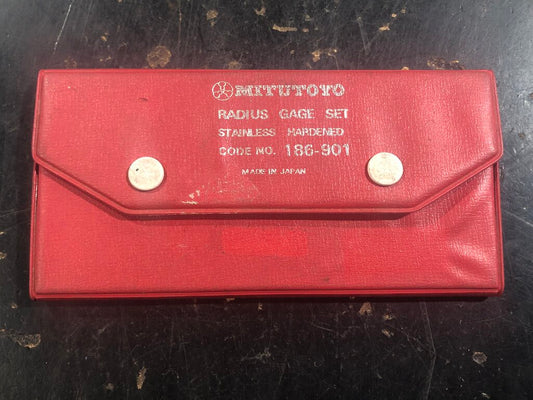 MITUTOYO
RADIUS GAGE SET
STAINLESS HARDENED
CODE NO. 186-901
MADE IN JAPAN